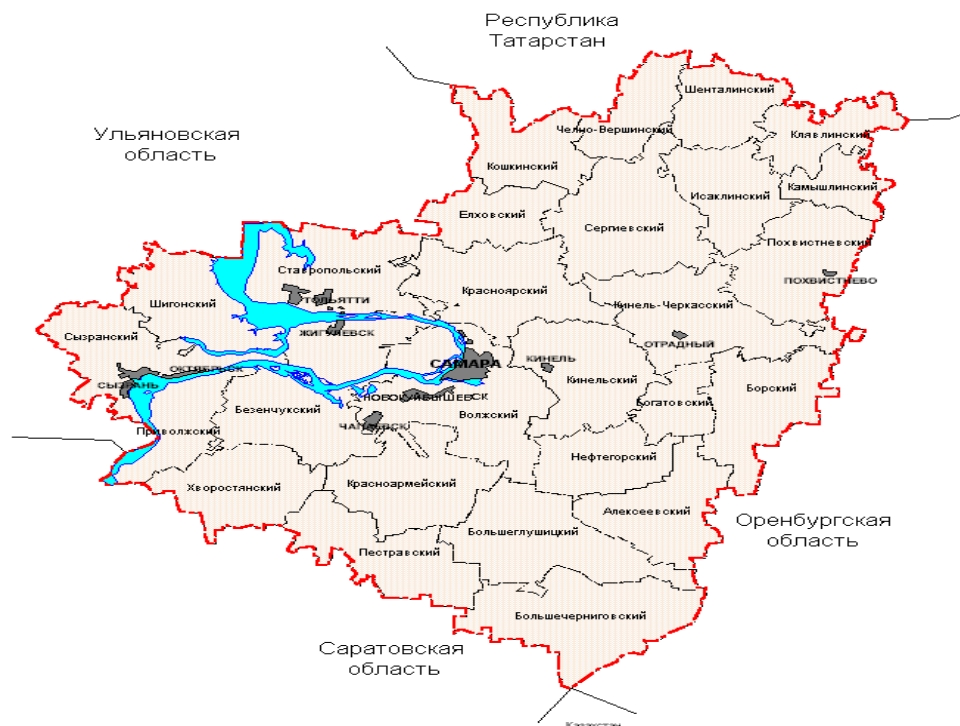 Республика
Татарстан
Шенталинский
Ульяновская
область
Челно-Вершинский
Клявлинский
Кошкинский
Камышлинский
Исаклинский
Елховский
Сергиевский
Похвистневский
Ставропольский
ПОХВИСТНЕВО
Красноярский
Шигонский
ТОЛЬЯТТИ
Кинель-Черкасский
ЖИГУЛЕВСК
Сызранский
ОТРАДНЫЙ
КИНЕЛЬ
САМАРА
ОКТЯБРЬСК
Кинельский
СЫЗРАНЬ
Борский
НОВОКУЙБЫШЕВСК
Богатовский
Безенчукский
Волжский
ЧАПАЕВСК
Приволжский
Нефтегорский
Хворостянский
Красноармейский
Алексеевский
Оренбургская
область
Большеглушицкий
Пестравский
Большечерниговский
Саратовская
область
Казахстан